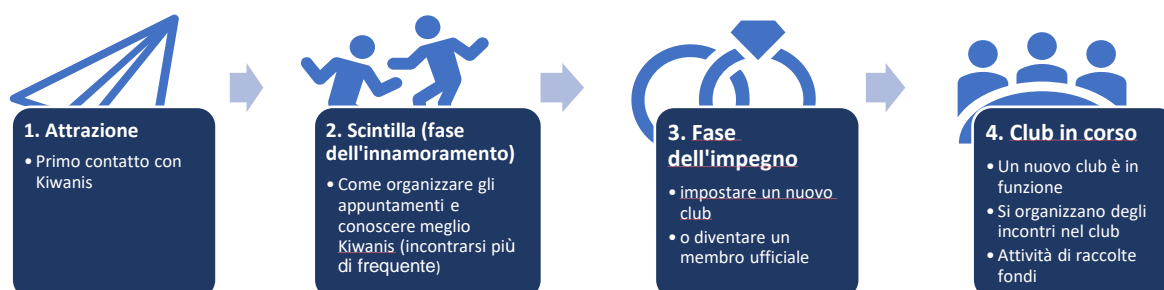 1. Attrazione
• Primo contatto con
Kiwanis
2. Scintilla (fase
dell'innamoramento)
• Come organizzare gli
appuntamenti e
conoscere meglio
Kiwanis (incontrarsi più
di frequente)
3. Fase
dell'impegno
• impostare un nuovo
club
• o diventare un
membro ufficiale
4. Club in corso
• Un nuovo club è in
funzione
• Si organizzano degli
incontri nel club
• Attività di raccolte
fondi